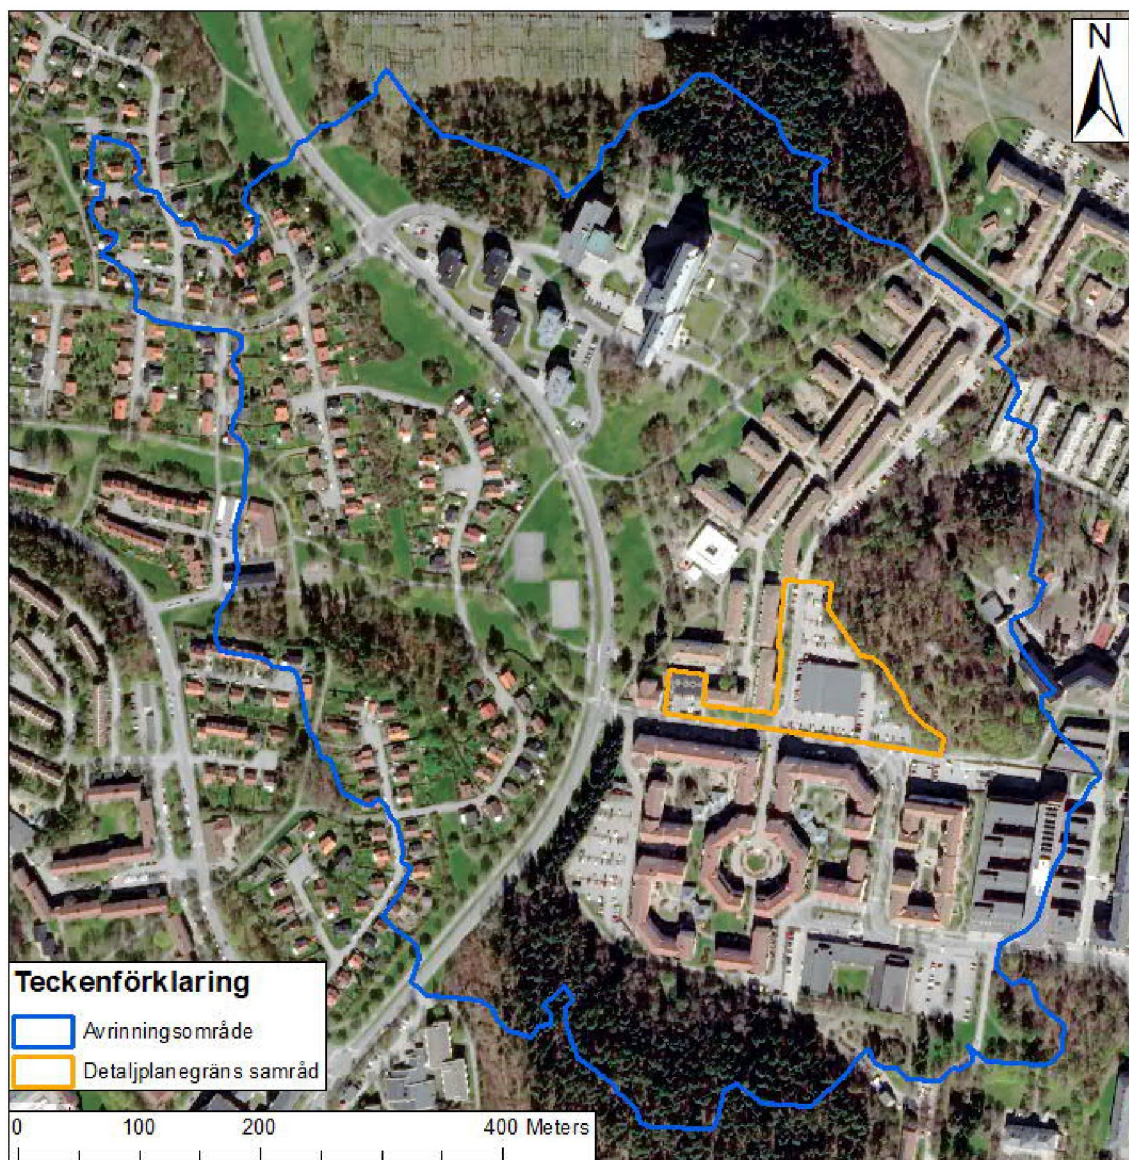 N
Teckenförklaring
Avrinningsområde
Detaljplanegräns samråd
0 100 200 400 Meters